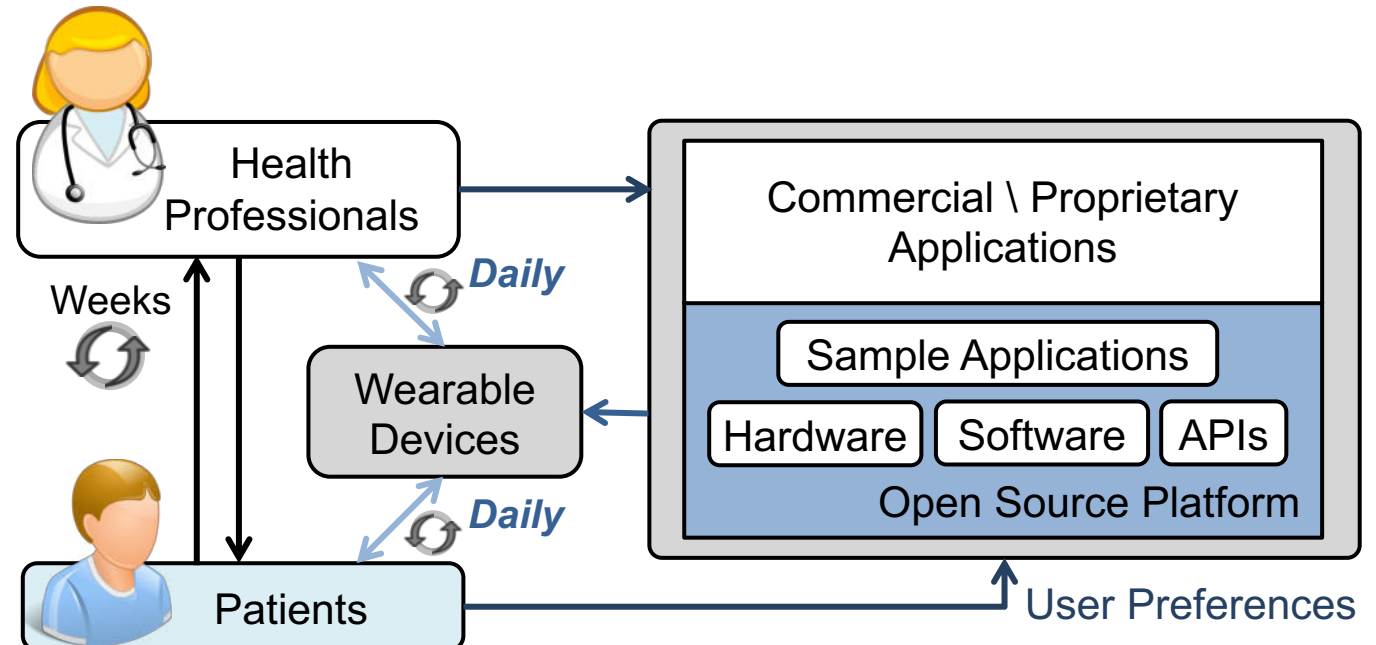 Health
Professionals
Commercial \ Proprietary
Applications
Weeks
Daily
Sample Applications
Wearable
Devices
Hardware
Software
APIs
Open Source Platform
Daily
Patients
User Preferences